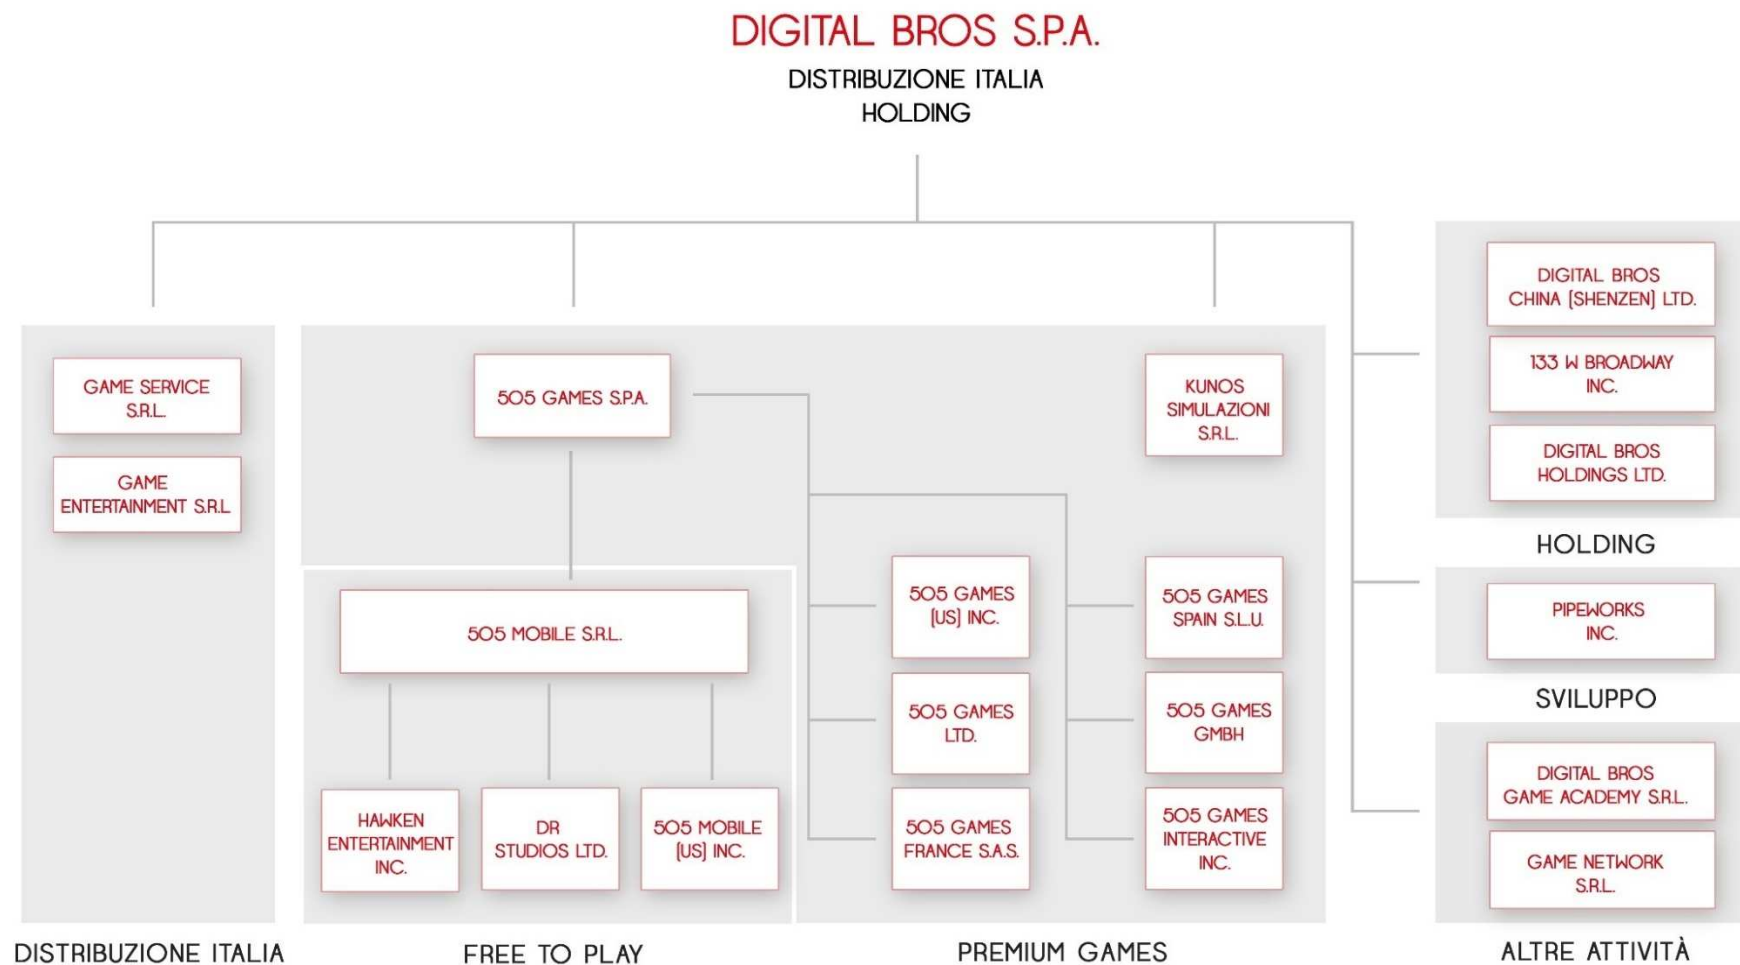 DIGITAL BROS S.P.A.
DISTRIBUZIONE ITALIA
HOLDING
GAME SERVICE
S.R.L.
GAME
ENTERTAINMENT S.R.L
DISTRIBUZIONE ITALIA
505 GAMES S.P.A.
505 MOBILE S.R.L.
HAWKEN
ENTERTAINMENT
INC.
DR
STUDIOS LTD.
505 MOBILE
(US) INC.
FREE TO PLAY
KUNOS
SIMULAZIONI
S.R.L.
505 GAMES
(US) INC.
505 GAMES
SPAIN S.L.U.
505 GAMES
LTD.
505 GAMES
GMBH
505 GAMES
FRANCE S.A.S.
505 GAMES
INTERACTIVE
INC.
PREMIUM GAMES
DIGITAL BROS
CHINA (SHENZEN) LTD.
133 W BROADWAY
INC.
DIGITAL BROS
HOLDINGS LTD.
HOLDING
PIPEWORKS
INC.
SVILUPPO
DIGITAL BROS
GAME ACADEMY S.R.L.
GAME NETWORK
S.R.L.
ALTRE ATTIVITÀ